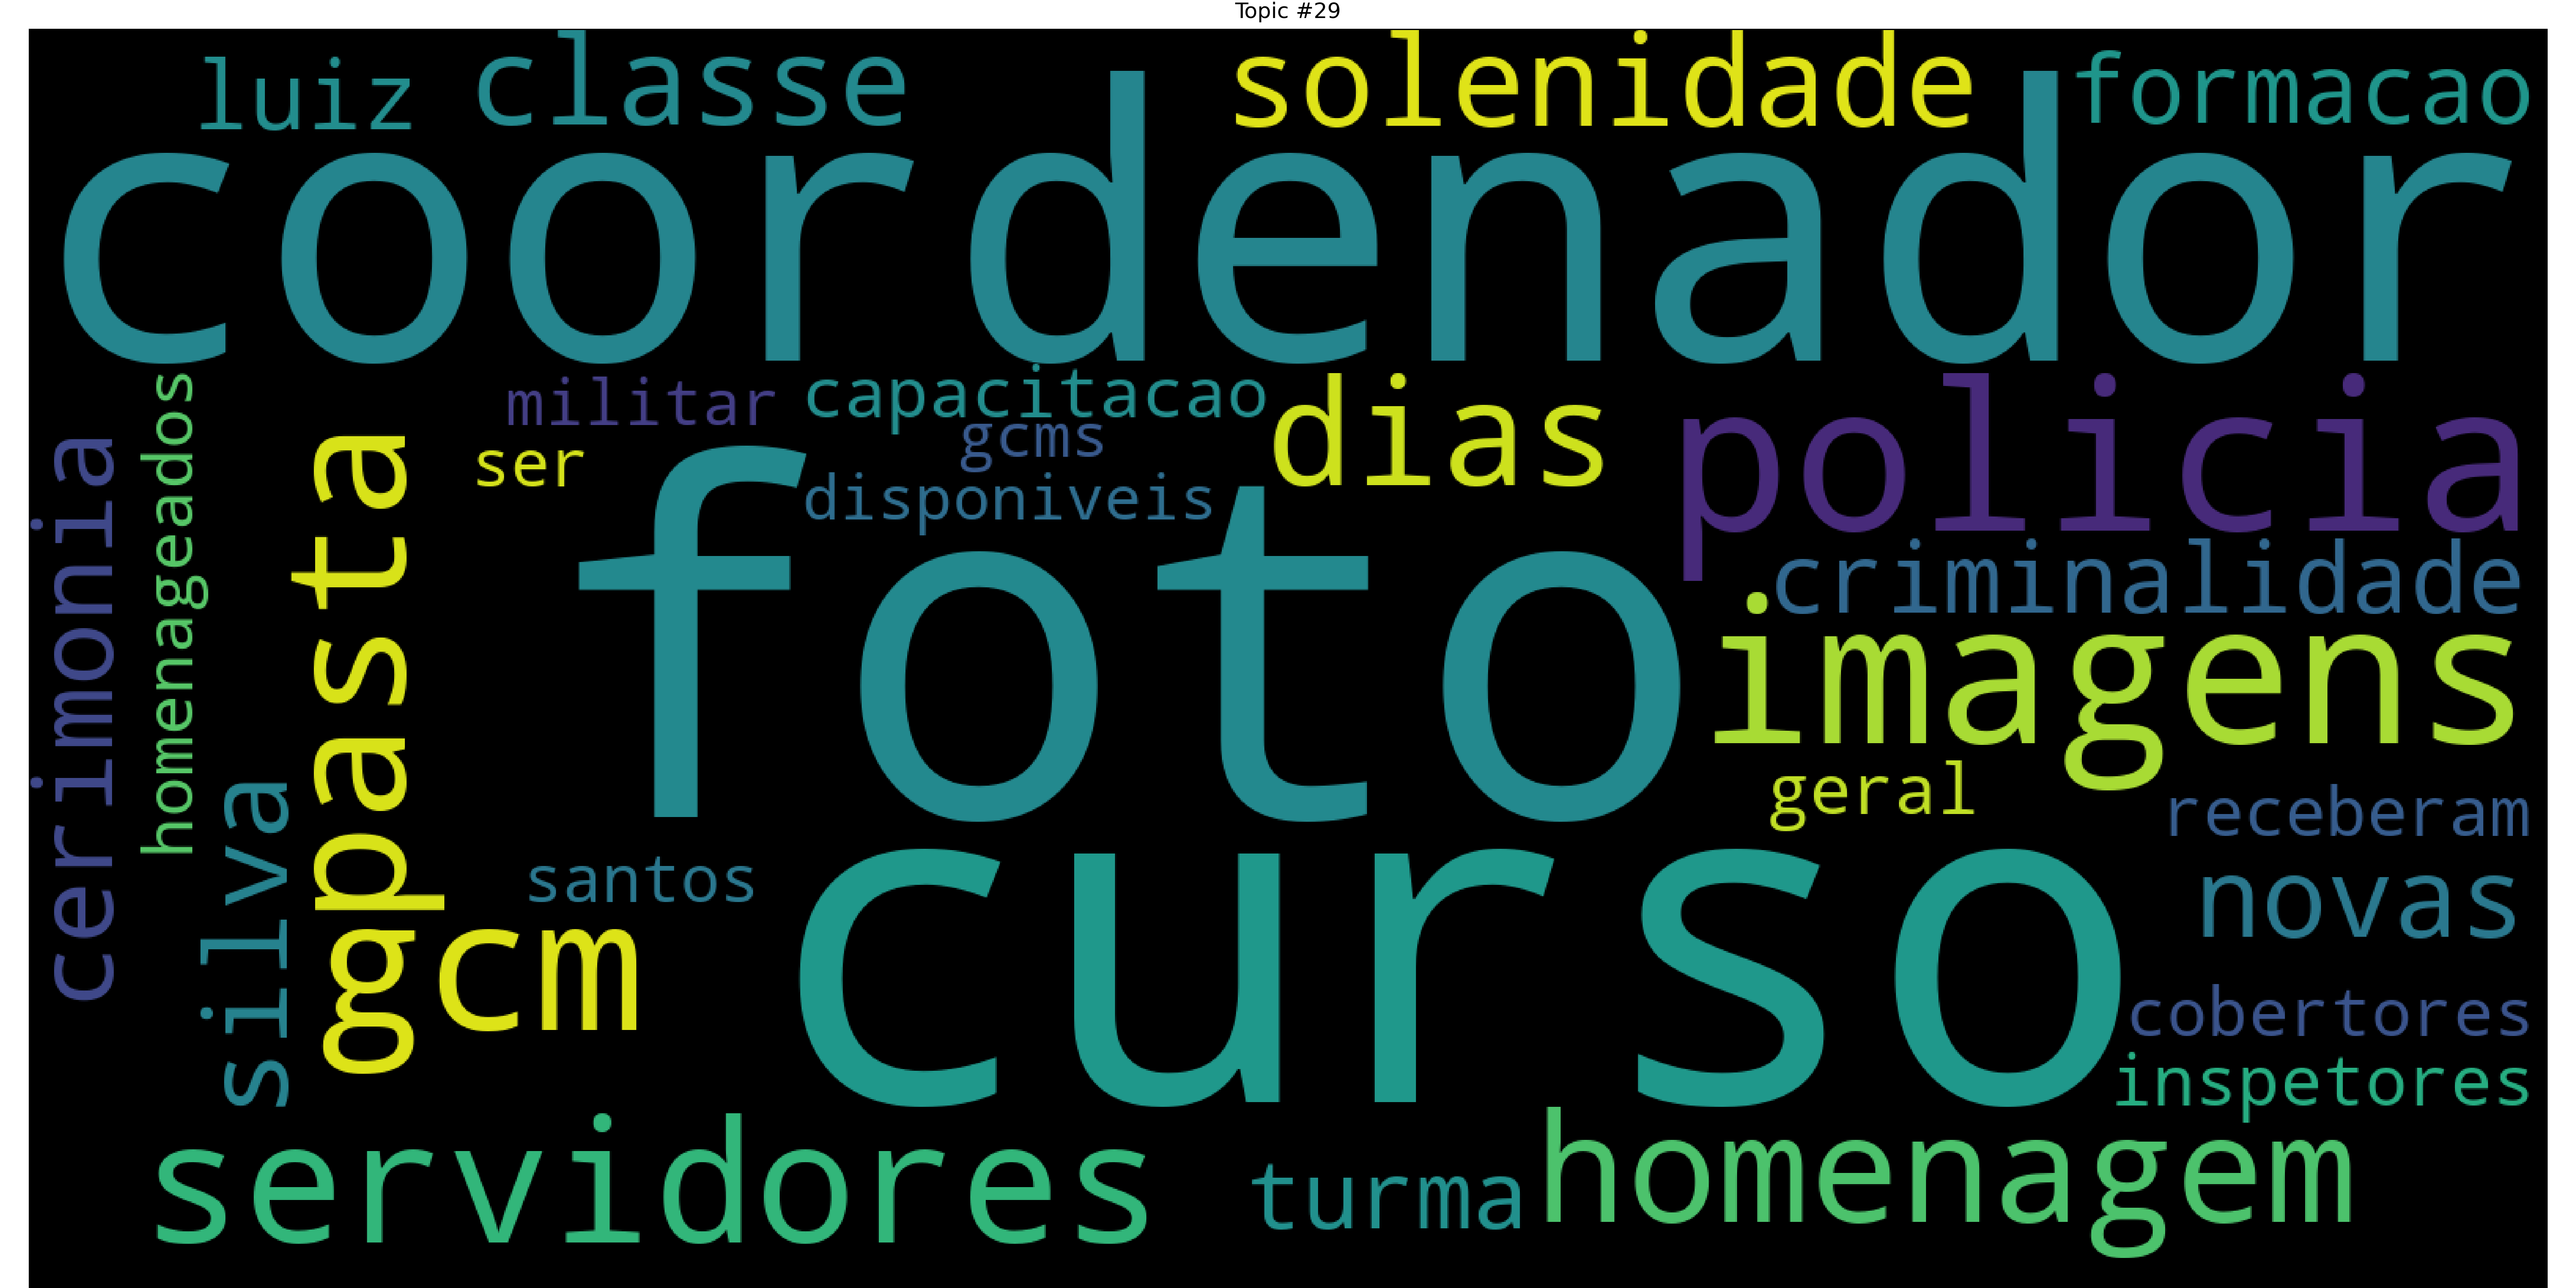 Topic #29
luiz
classe
solenidade
formacao
coordenador
militar
capacitacao
gcms
ser
disponiveis
dias
policia
criminalidade
cerimonia
homenageados
pasta
foto
imagens
geral
receberam
silva
santos
gcm
curso
novas
cobertores
inspetores
servidores
turma
homenagem